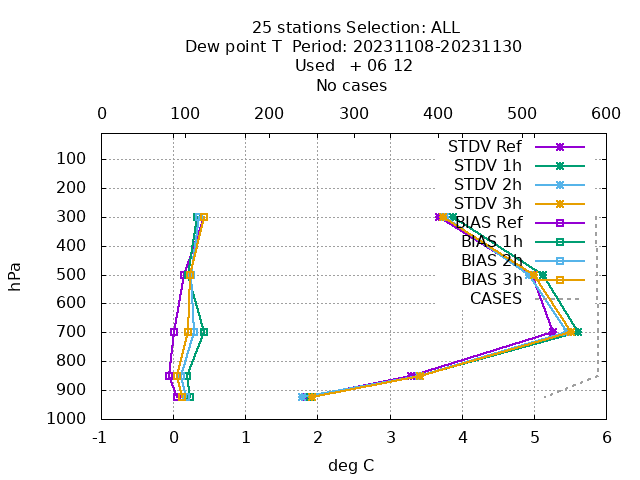 25 stations Selection: ALL
Dew point T  Period: 20231108-20231130
Used   + 06 12
No cases
0 100 200 300 400 500 600
STDV Ref
STDV 1h
STDV 2h
STDV 3h
BIAS Ref
BIAS 1h
BIAS 2h
BIAS 3h
CASES
100
200
300
400
500
600
700
800
900
1000
hPa
-1 0 1 2 3 4 5 6
deg C